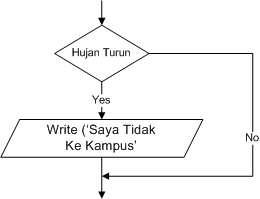 Hujan Turun
Yes
Write (‘Saya Tidak
Ke Kampus’
No